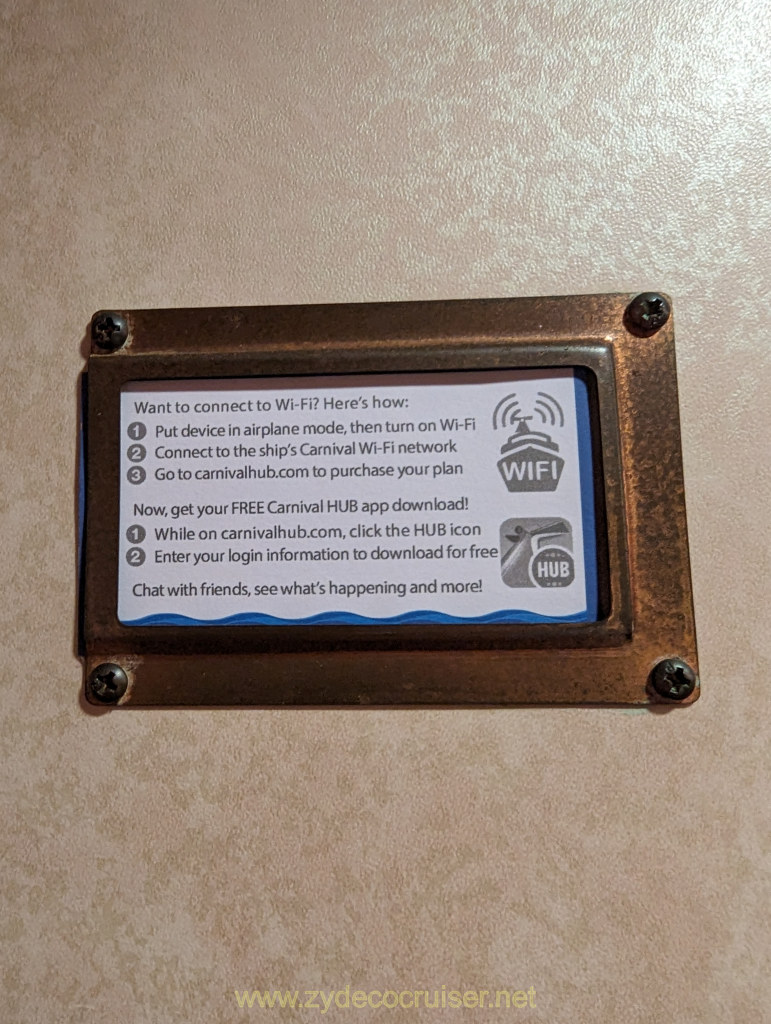 Want to connect to Wi-Fi? Here's how:
1 Put device in airplane mode, then turn on Wi-Fi
2 Connect to the ship's Carnival Wi-Fi network
3 Go to carnivalhub.com to purchase your plan
WIFI
Now, get your FREE Carnival HUB app download!
1 While on carnivalhub.com, click the HUB icon
2 Enter your login information to download for free
HUB
Chat with friends, see what's happening and more!
www.zydecocruiser.net